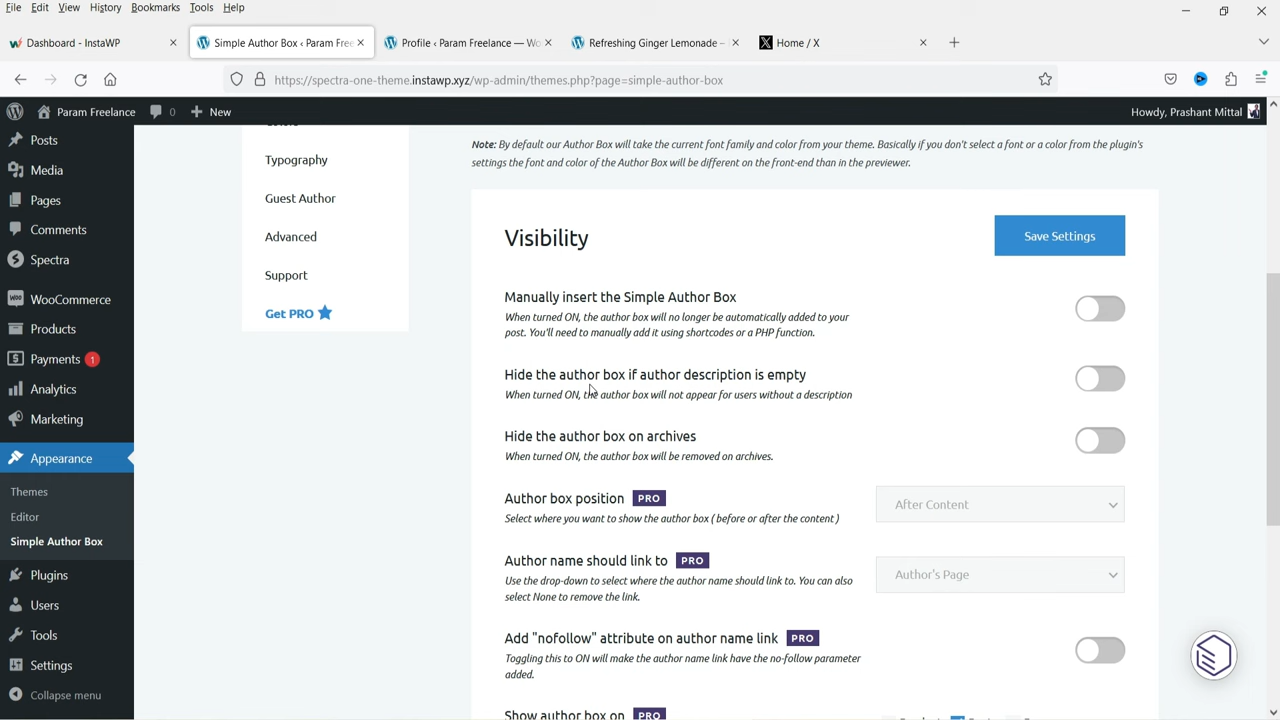 File Edit View History Bookmarks Tools Help
Dashboard - InstaWP
Simple Author Box ‹ Param Free
Profile ‹ Param Freelance — Wo
Refreshing Ginger Lemonade –
Home / X
https://spectra-one-theme.instawp.xyz/wp-admin/themes.php?page=simple-author-box
Param Freelance 0 New
Howdy, Prashant Mittal
Posts
Media
Pages
Comments
Spectra
WooCommerce
Products
Payments 1
Analytics
Marketing
Appearance
Themes
Editor
Simple Author Box
Plugins
Users
Tools
Settings
Collapse menu
Typography
Guest Author
Advanced
Support
Get PRO
Note: By default our Author Box will take the current font family and color from your theme. Basically if you don't select a font or a color from the plugin's
settings the font and color of the Author Box will be different on the front-end than in the previewer.
Visibility
Save Settings
Manually insert the Simple Author Box
When turned ON, the author box will no longer be automatically added to your
post. You'll need to manually add it using shortcodes or a PHP function.
Hide the author box if author description is empty
When turned ON, the author box will not appear for users without a description
Hide the author box on archives
When turned ON, the author box will be removed on archives.
Author box position PRO
Select where you want to show the author box ( before or after the content )
After Content
Author name should link to PRO
Use the drop-down to select where the author name should link to. You can also
select None to remove the link.
Author's Page
Add "nofollow" attribute on author name link PRO
Toggling this to ON will make the author name link have the no-follow parameter
added.
Show author box on PRO